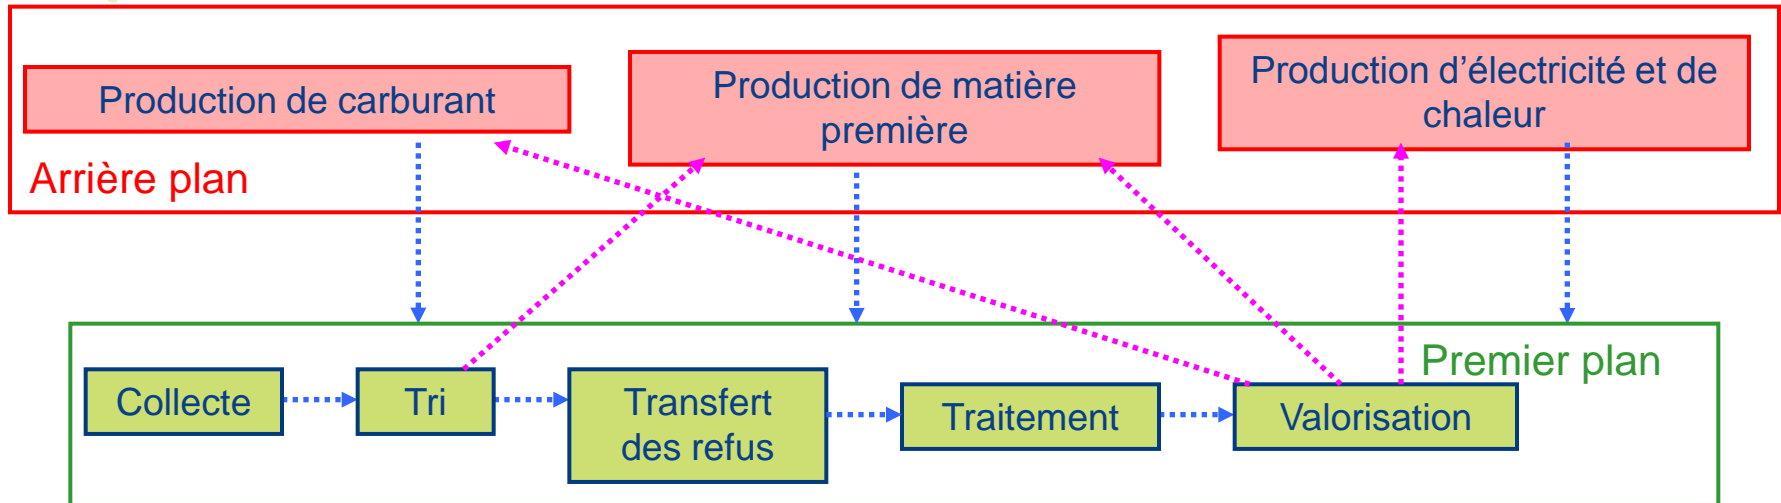 Production de carburant
Production de matière
première
Production d’électricité et de
chaleur
Arrière plan
Premier plan
Collecte
Tri
Transfert
des refus
Traitement
Valorisation